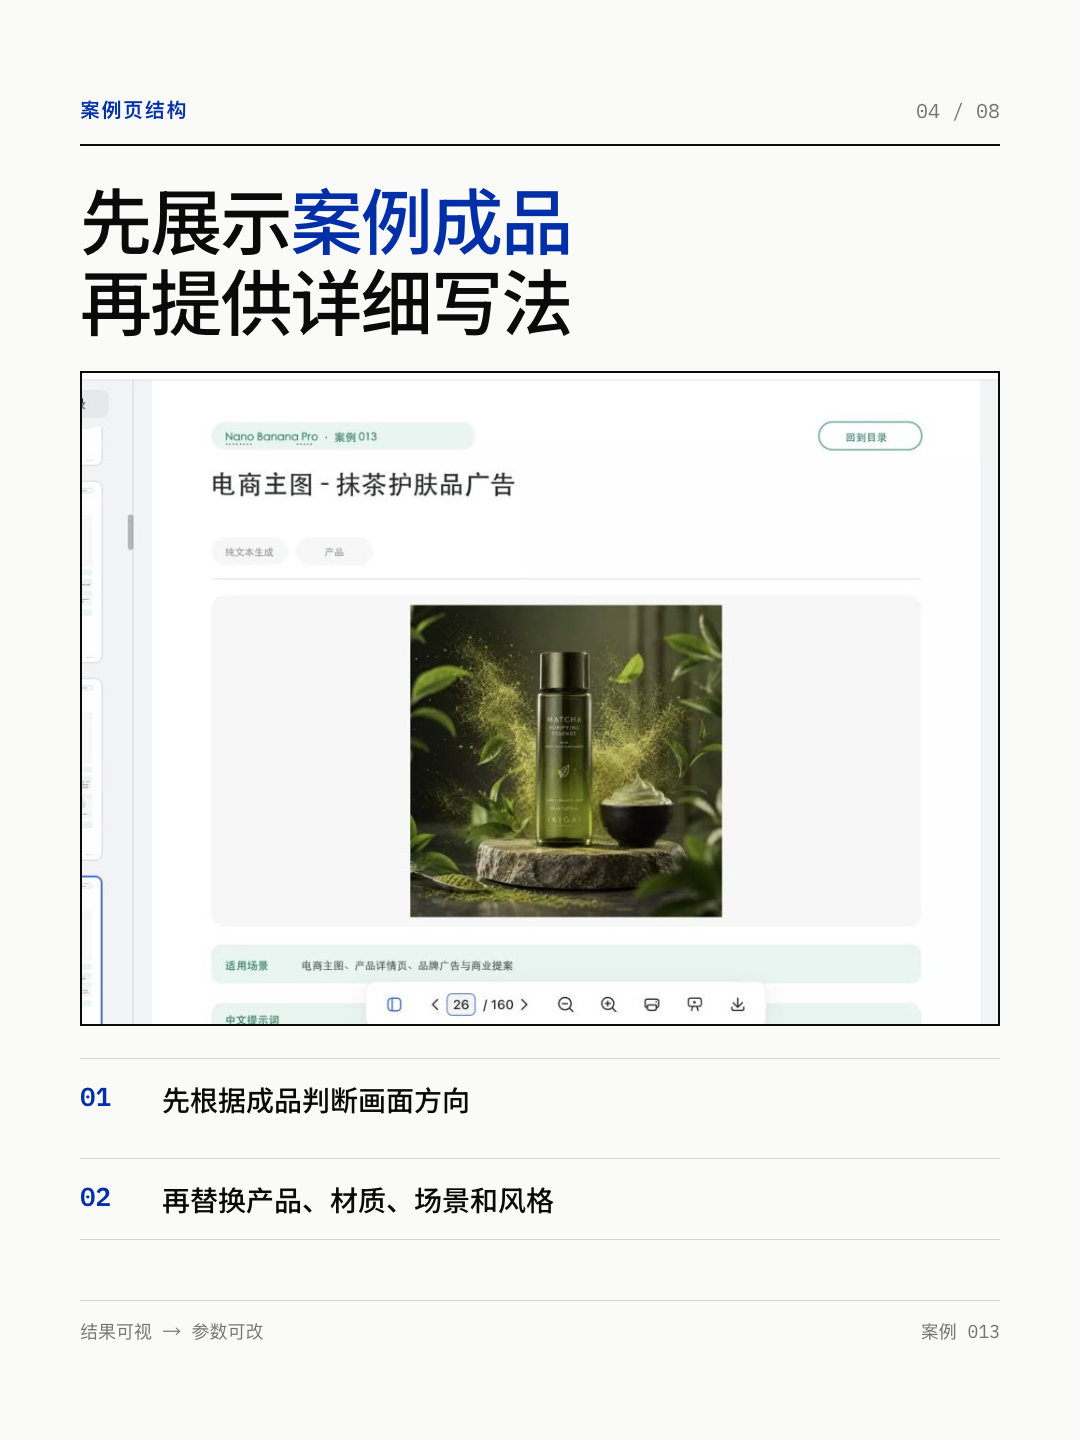 案例页结构
04 / 08
先展示案例成品
再提供详细写法
Nano Banana Pro · 案例 013
回到目录
电商主图 - 抹茶护肤品广告
纯文本生成
产品
MATCHA
PURIFYING
ESSENCE
IKIGAI
适用场景 电商主图、产品详情页、品牌广告与商业提案
26 / 160
中文提示词
01 先根据成品判断画面方向
02 再替换产品、材质、场景和风格
结果可视 → 参数可改
案例 013